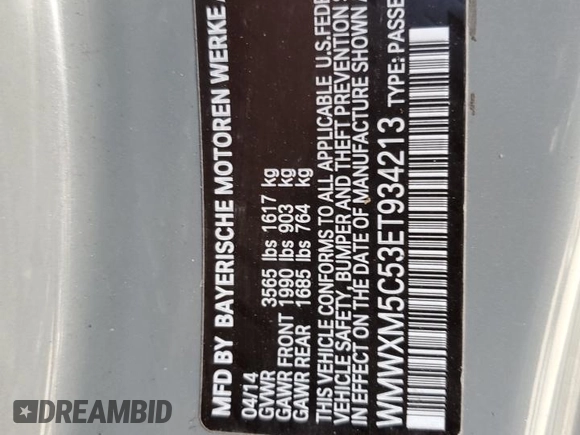 MFD BY BAYERISCHE MOTOREN WERKE
04/14
GVWR 3565 lbs 1617 kg
GAWR FRONT 1990 lbs 903 kg
GAWR REAR 1685 lbs 764 kg
THIS VEHICLE CONFORMS TO ALL APPLICABLE U.S.FEDE
VEHICLE SAFETY, BUMPER AND THEFT PREVENTION S
IN EFFECT ON THE DATE OF MANUFACTURE SHOWN A
WMWXM5C53ET934213 TYPE: PASSE
DREAMBID